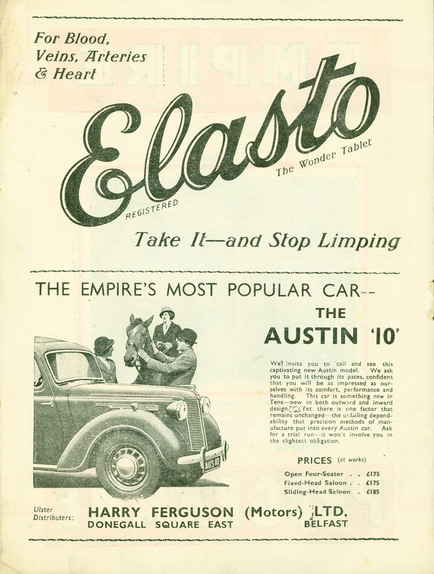 For Blood,
Veins, Arteries
& Heart
Elasto
REGISTERED
The Wonder Tablet
Take It—and Stop Limping
THE EMPIRE'S MOST POPULAR CAR--
THE
AUSTIN '10'
We invite you to call and see this
captivating new Austin model. We ask
you to put it through its paces, confident
that you will be as impressed as our-
selves with its comfort, performance and
handling. This car is something new in
Tens—new in both outward and inward
design. Yet there is one factor that
remains unchanged—the unfailing depend-
ability that precision methods of man-
ufacture put into every Austin car. Ask
for a trial run—it won't involve you in
the slightest obligation.
PRICES (at works)
Open Four-Seater . . £175
Fixed-Head Saloon . £175
Sliding-Head Saloon . £185
Ulster
Distributors:
HARRY FERGUSON (Motors) LTD.
DONEGALL SQUARE EAST BELFAST